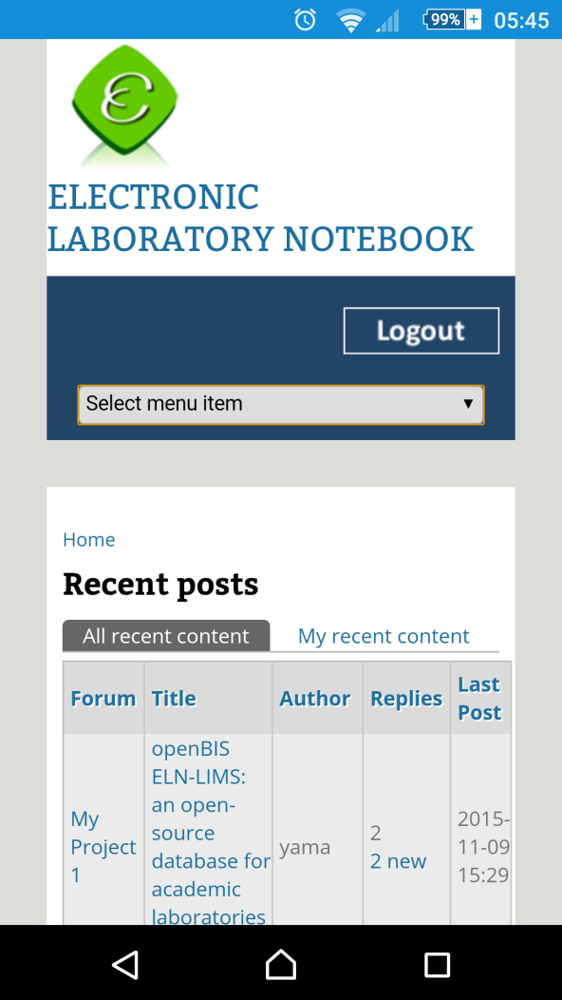 99% 05:45
ELECTRONIC
LABORATORY NOTEBOOK
Logout
Select menu item
Home
Recent posts
All recent content My recent content
Forum Title Author Replies Last Post
My
Project
1
openBIS
ELN-LIMS:
an open-
source
database for
academic
laboratories
yama
2
2 new
2015-
11-09
15:29